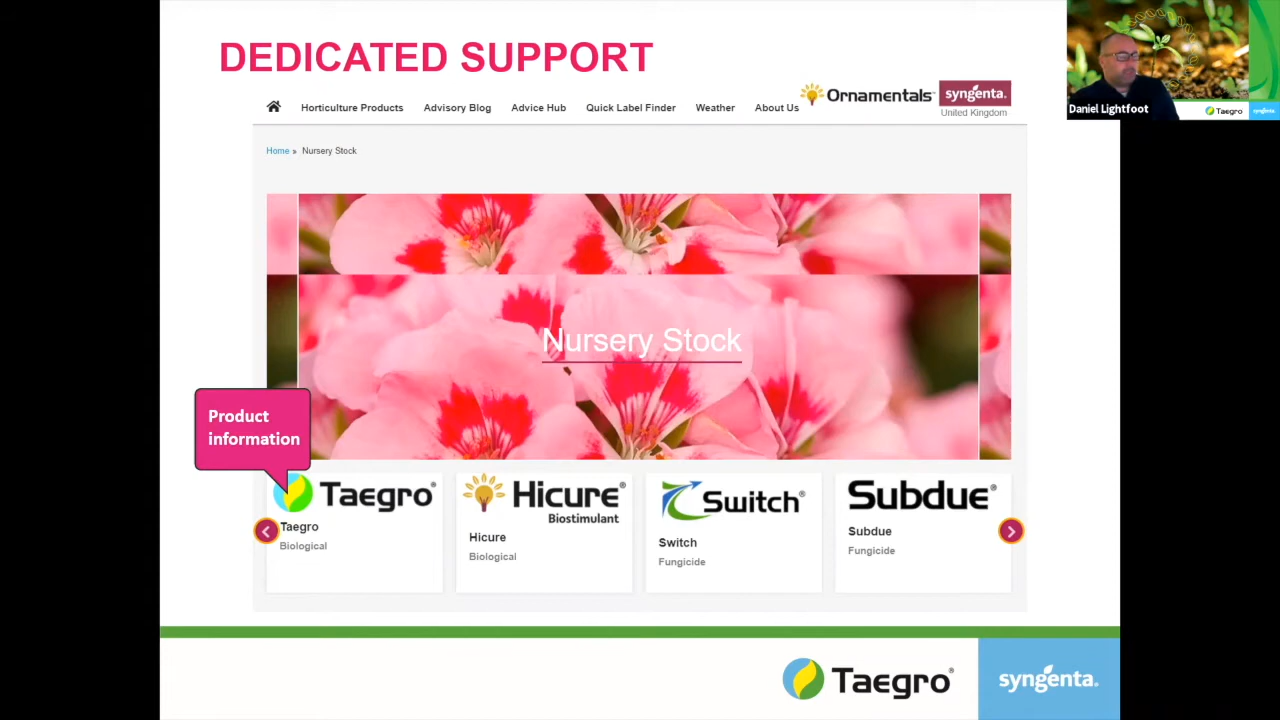 DEDICATED SUPPORT
Horticulture Products Advisory Blog Advice Hub Quick Label Finder Weather About Us
Ornamentals syngenta.
United Kingdom
Home » Nursery Stock
Nursery Stock
Product
information
Taegro®
Taegro
Biological
Hicure®
Biostimulant
Hicure
Biological
Switch®
Switch
Fungicide
Subdue®
Subdue
Fungicide
Taegro®
syngenta.
Daniel Lightfoot
Taegro
syngenta